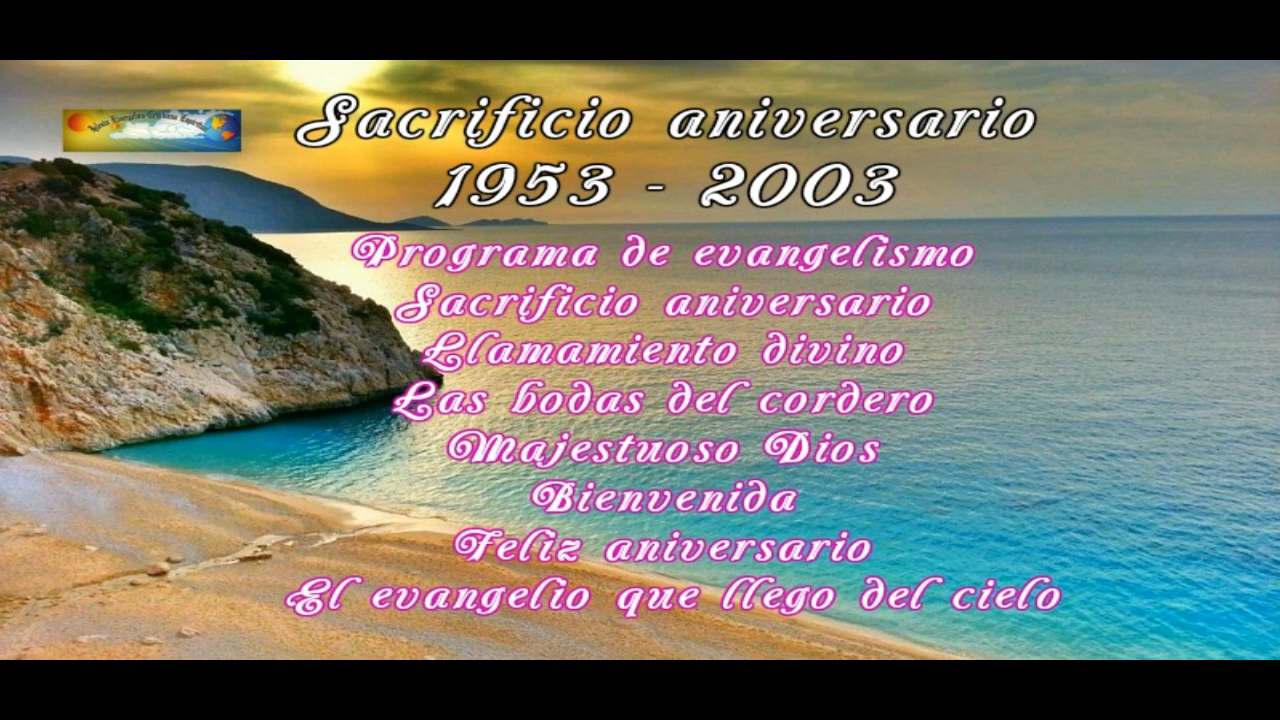 Sacrificio aniversario
1953 - 2003
Programa de evangelismo
Sacrificio aniversario
Llamamiento divino
Las bodas del cordero
Majestuoso Dios
Bienvenida
Feliz aniversario
El evangelio que llego del cielo